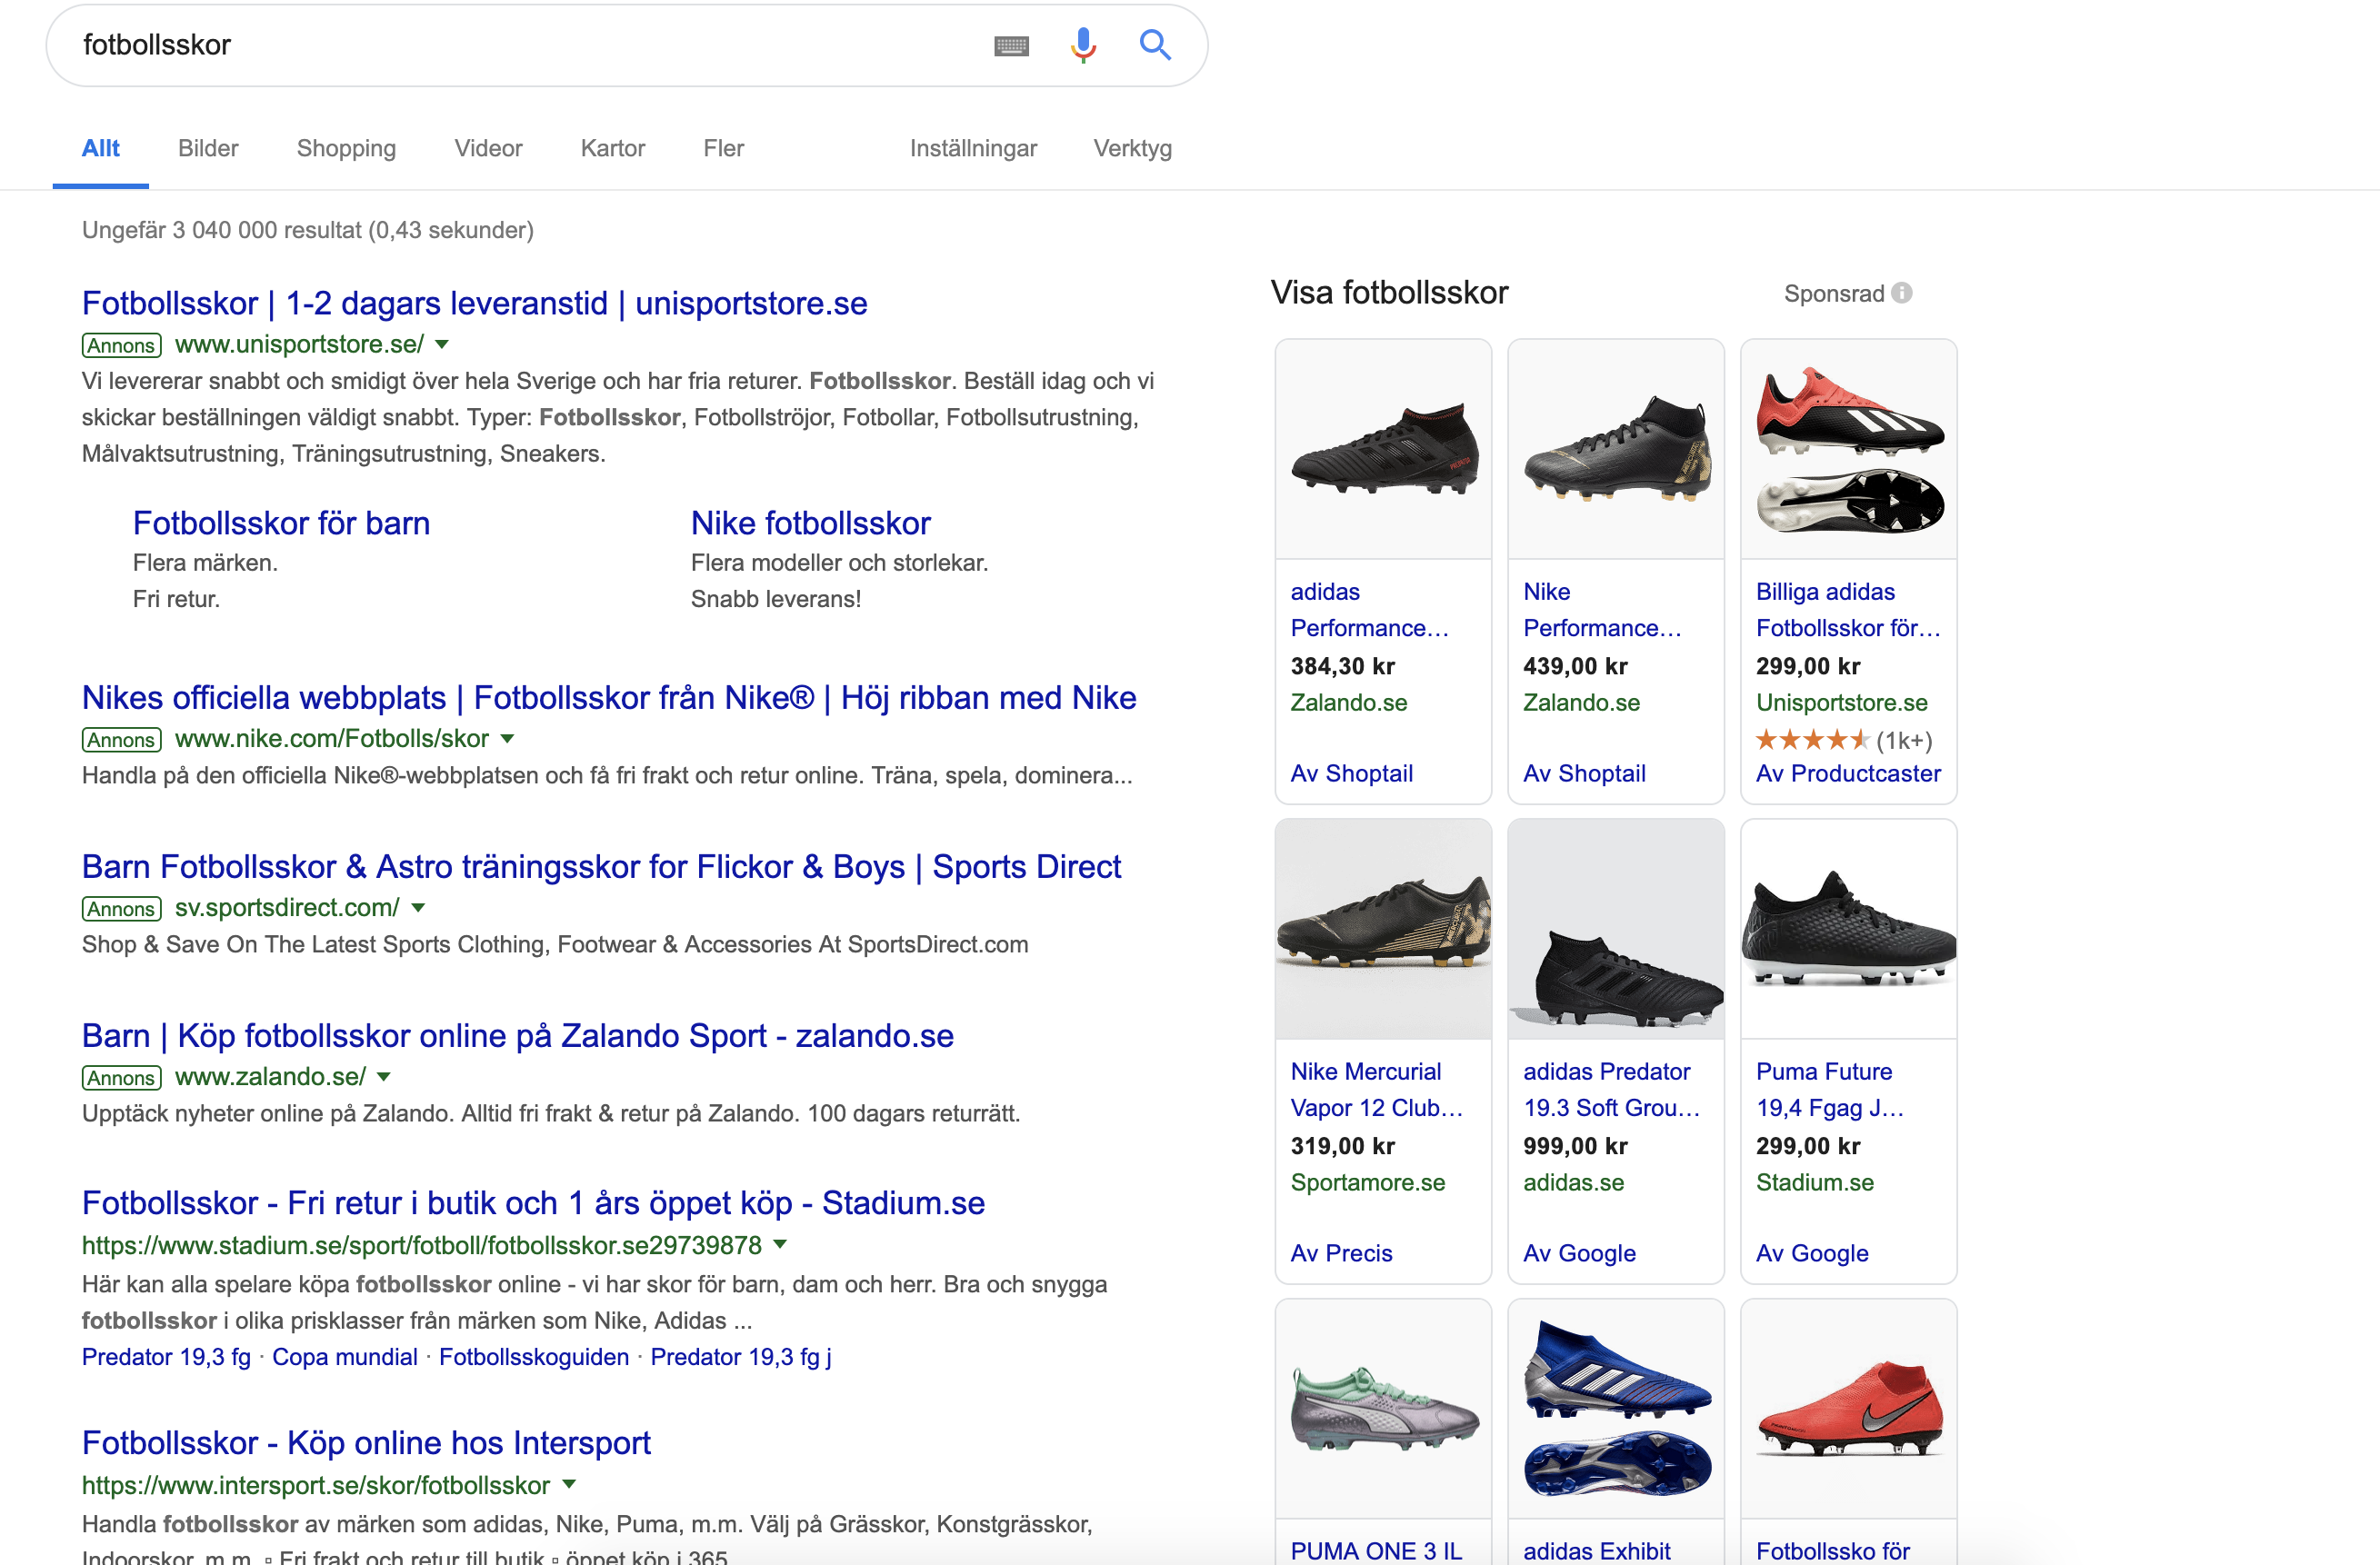 fotbollsskor
Allt Bilder Shopping Videor Kartor Fler Inställningar Verktyg
Ungefär 3 040 000 resultat (0,43 sekunder)
Fotbollsskor | 1-2 dagars leveranstid | unisportstore.se
Annons www.unisportstore.se/
Vi levererar snabbt och smidigt över hela Sverige och har fria returer. Fotbollsskor. Beställ idag och vi
skickar beställningen väldigt snabbt. Typer: Fotbollsskor, Fotbollströjor, Fotbollar, Fotbollsutrustning,
Målvaktsutrustning, Träningsutrustning, Sneakers.
Fotbollsskor för barn
Flera märken.
Fri retur.
Nike fotbollsskor
Flera modeller och storlekar.
Snabb leverans!
Nikes officiella webbplats | Fotbollsskor från Nike® | Höj ribban med Nike
Annons www.nike.com/Fotbolls/skor
Handla på den officiella Nike®-webbplatsen och få fri frakt och retur online. Träna, spela, dominera...
Barn Fotbollsskor & Astro träningsskor for Flickor & Boys | Sports Direct
Annons sv.sportsdirect.com/
Shop & Save On The Latest Sports Clothing, Footwear & Accessories At SportsDirect.com
Barn | Köp fotbollsskor online på Zalando Sport - zalando.se
Annons www.zalando.se/
Upptäck nyheter online på Zalando. Alltid fri frakt & retur på Zalando. 100 dagars returrätt.
Fotbollsskor - Fri retur i butik och 1 års öppet köp - Stadium.se
https://www.stadium.se/sport/fotboll/fotbollsskor.se29739878
Här kan alla spelare köpa fotbollsskor online - vi har skor för barn, dam och herr. Bra och snygga
fotbollsskor i olika prisklasser från märken som Nike, Adidas ...
Predator 19,3 fg · Copa mundial · Fotbollsskoguiden · Predator 19,3 fg j
Fotbollsskor - Köp online hos Intersport
https://www.intersport.se/skor/fotbollsskor
Handla fotbollsskor av märken som adidas, Nike, Puma, m.m. Välj på Grässkor, Konstgrässkor,
Indoorskor, m.m. ▫ Fri frakt och retur till butik ▫ öppet köp i 365
Visa fotbollsskor
Sponsrad
adidas
Performance...
384,30 kr
Zalando.se
Av Shoptail
Nike
Performance...
439,00 kr
Zalando.se
Av Shoptail
Billiga adidas
Fotbollsskor för...
299,00 kr
Unisportstore.se
(1k+)
Av Productcaster
Nike Mercurial
Vapor 12 Club...
319,00 kr
Sportamore.se
Av Precis
adidas Predator
19.3 Soft Grou...
999,00 kr
adidas.se
Av Google
Puma Future
19,4 Fgag J...
299,00 kr
Stadium.se
Av Google
PUMA ONE 3 IL
adidas Exhibit
Fotbollssko för